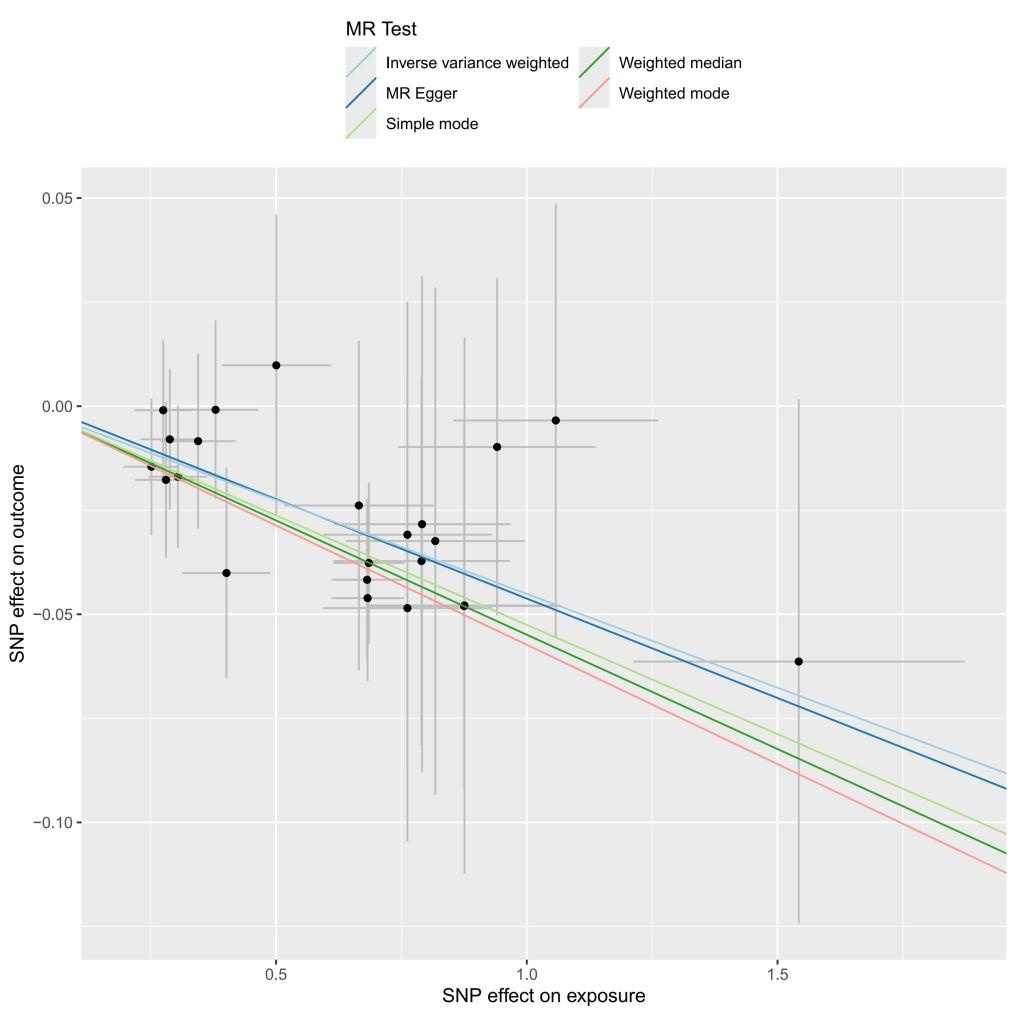 MR Test
Inverse variance weighted
Weighted median
MR Egger
Weighted mode
Simple mode
0.05
0.00
−0.05
−0.10
SNP effect on outcome
0.5
1.0
1.5
SNP effect on exposure